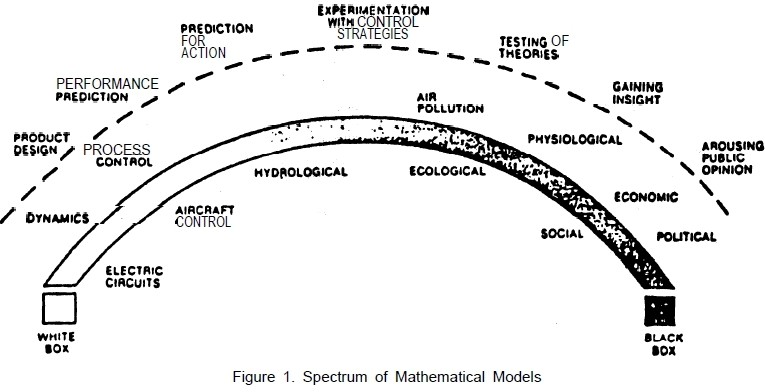 EXPERIMENTATION
WITH CONTROL
STRATEGIES
PREDICTION
FOR
ACTION
TESTING OF
THEORIES
PERFORMANCE
PREDICTION
GAINING
INSIGHT
AIR
POLLUTION
PRODUCT
DESIGN
PROCESS
CONTROL
PHYSIOLOGICAL
AROUSING
PUBLIC
OPINION
HYDROLOGICAL
ECOLOGICAL
DYNAMICS
AIRCRAFT
CONTROL
ECONOMIC
SOCIAL
POLITICAL
ELECTRIC
CIRCUITS
WHITE
BOX
BLACK
BOX
Figure 1. Spectrum of Mathematical Models